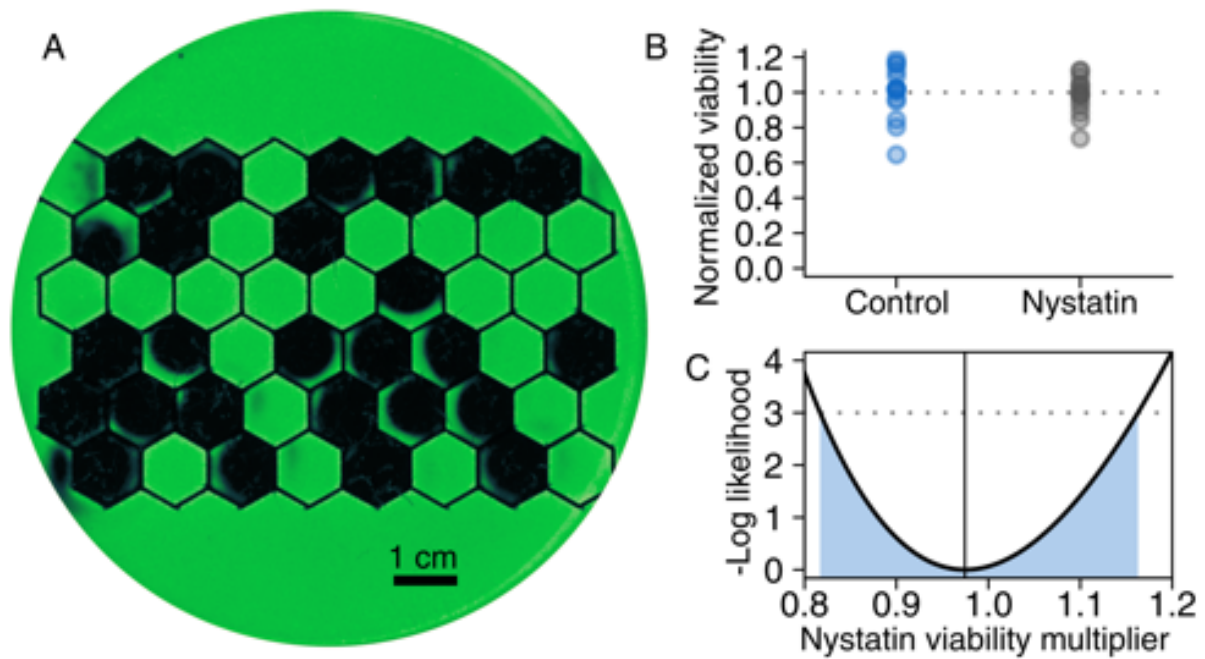 A
1 cm
B
Normalized viability
1.2
1.0
0.8
0.6
0.4
0.2
0.0
Control
Nystatin
C
-Log likelihood
4
3
2
1
0
0.8
0.9
1.0
1.1
1.2
Nystatin viability multiplier